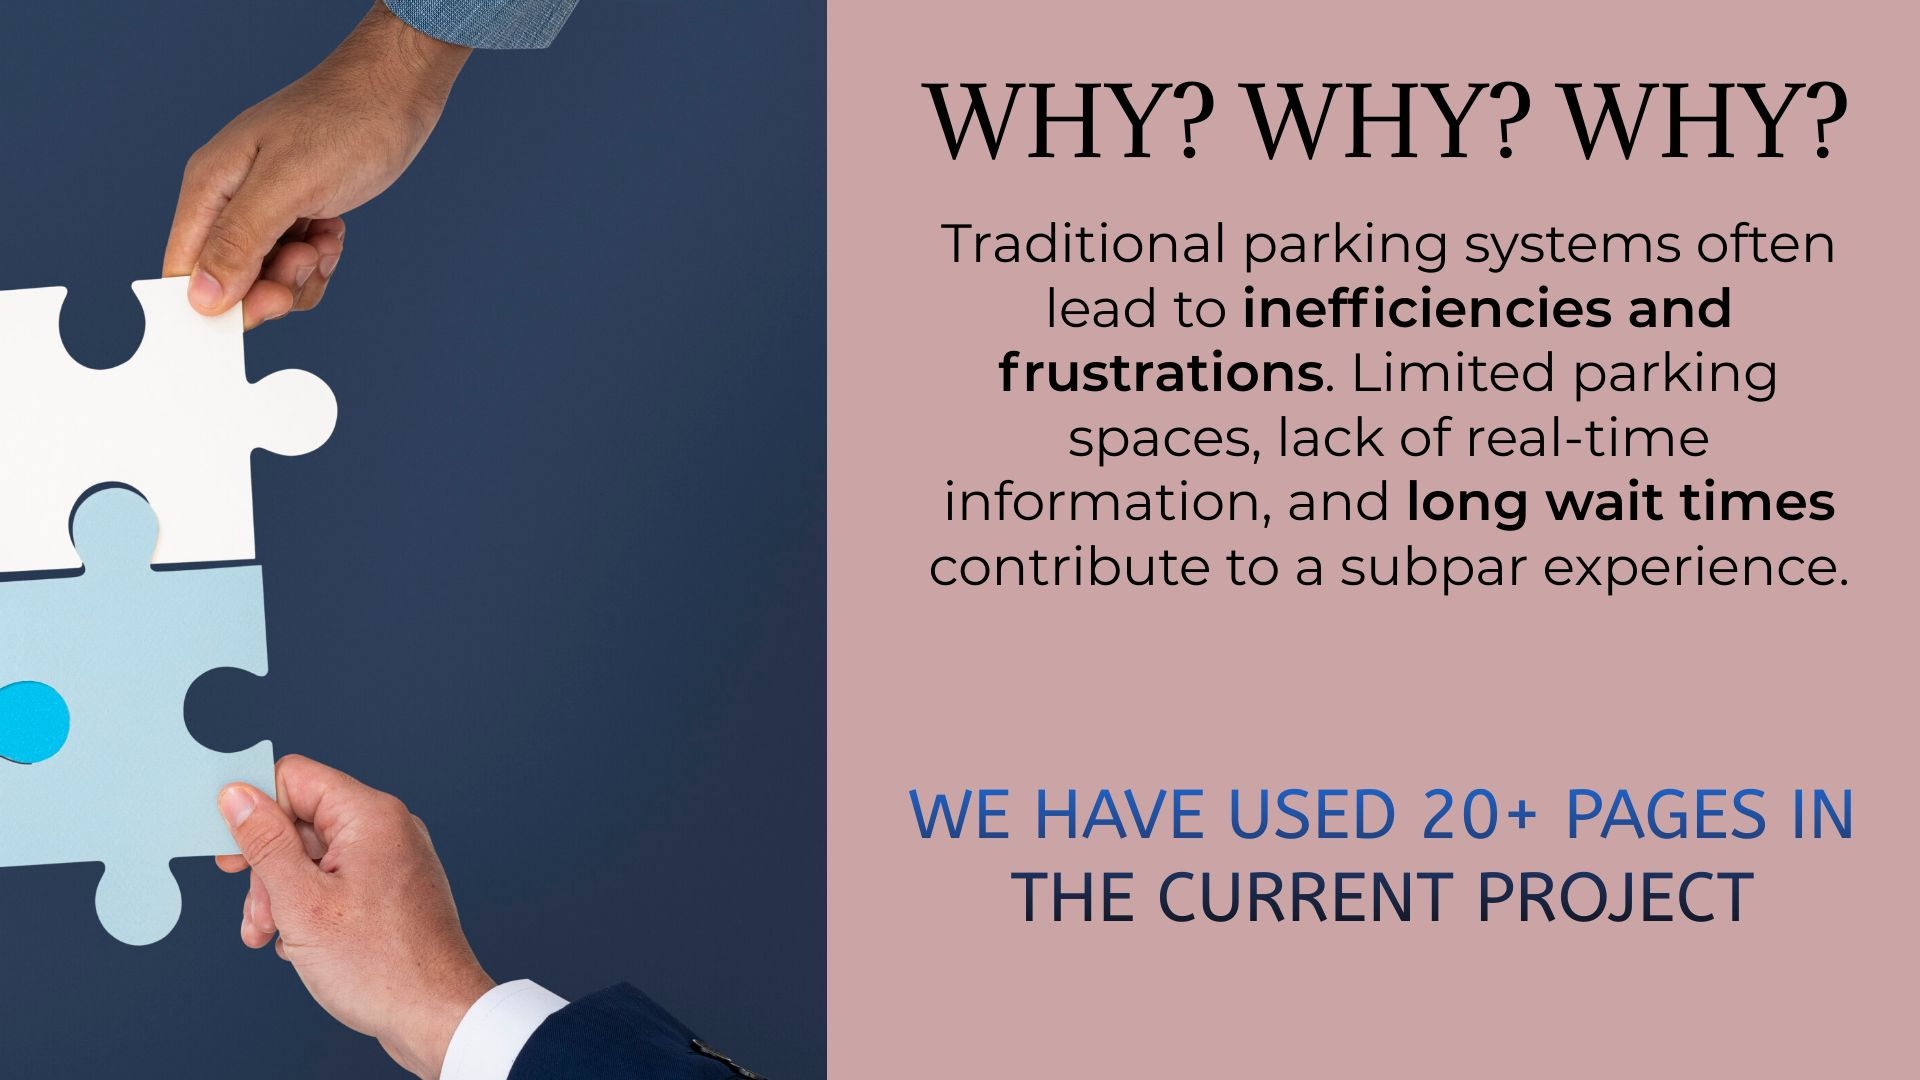 WHY? WHY? WHY?
Traditional parking systems often
lead to inefficiencies and
frustrations. Limited parking
spaces, lack of real-time
information, and long wait times
contribute to a subpar experience.
WE HAVE USED 20+ PAGES IN
THE CURRENT PROJECT